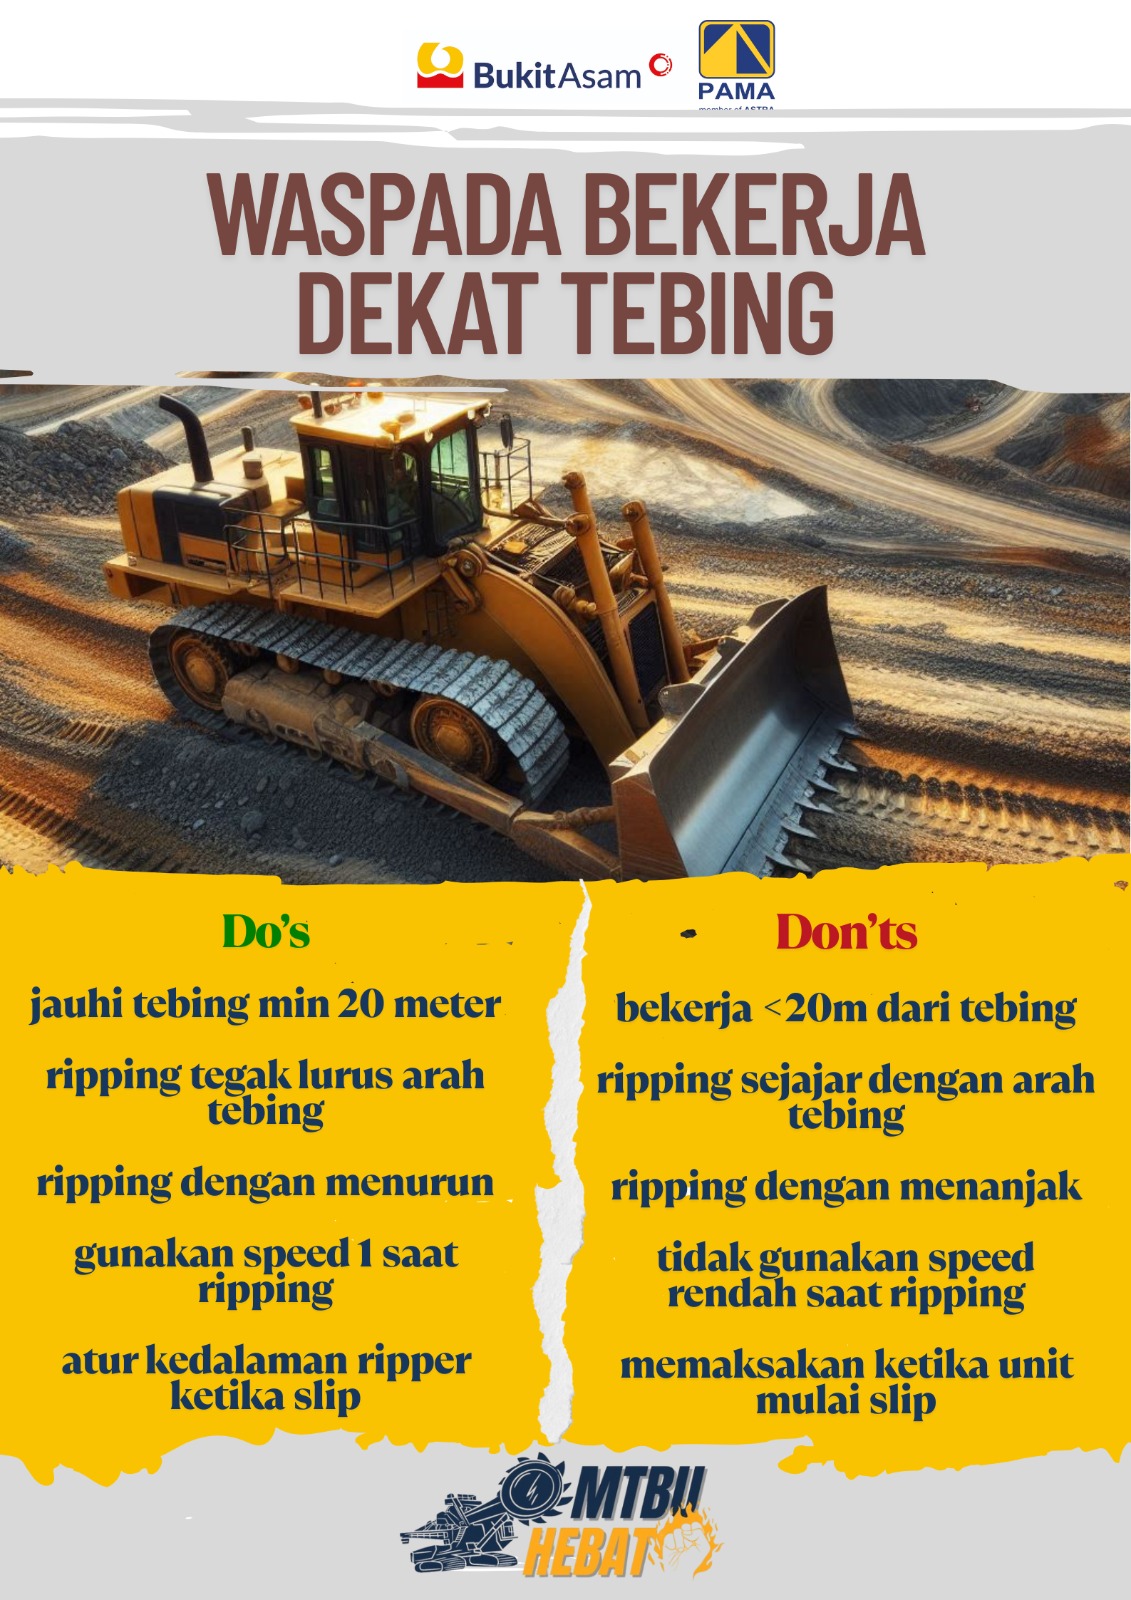 BukitAsam
PAMA
member of ASTRA
WASPADA BEKERJA
DEKAT TEBING
Do's
jauhi tebing min 20 meter
ripping tegak lurus arah
tebing
ripping dengan menurun
gunakan speed 1 saat
ripping
atur kedalaman ripper
ketika slip
Don'ts
bekerja <20m dari tebing
ripping sejajar dengan arah
tebing
ripping dengan menanjak
tidak gunakan speed
rendah saat ripping
memaksakan ketika unit
mulai slip
MTBU
HEBAT